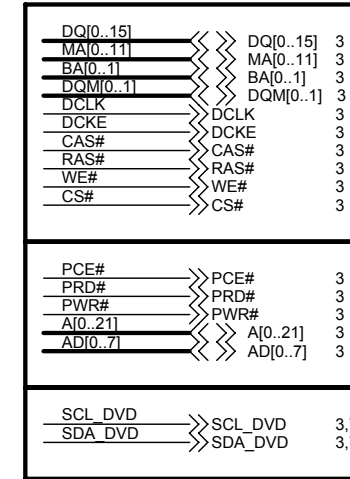 DQ[0..15] DQ[0..15] 3
MA[0..11] MA[0..11] 3
BA[0..1] BA[0..1] 3
DQM[0..1] DQM[0..1] 3
DCLK DCLK 3
DCKE DCKE 3
CAS# CAS# 3
RAS# RAS# 3
WE# WE# 3
CS# CS# 3
PCE# PCE# 3
PRD# PRD# 3
PWR# PWR# 3
A[0..21] A[0..21] 3
AD[0..7] AD[0..7] 3
SCL_DVD SCL_DVD 3,
SDA_DVD SDA_DVD 3,